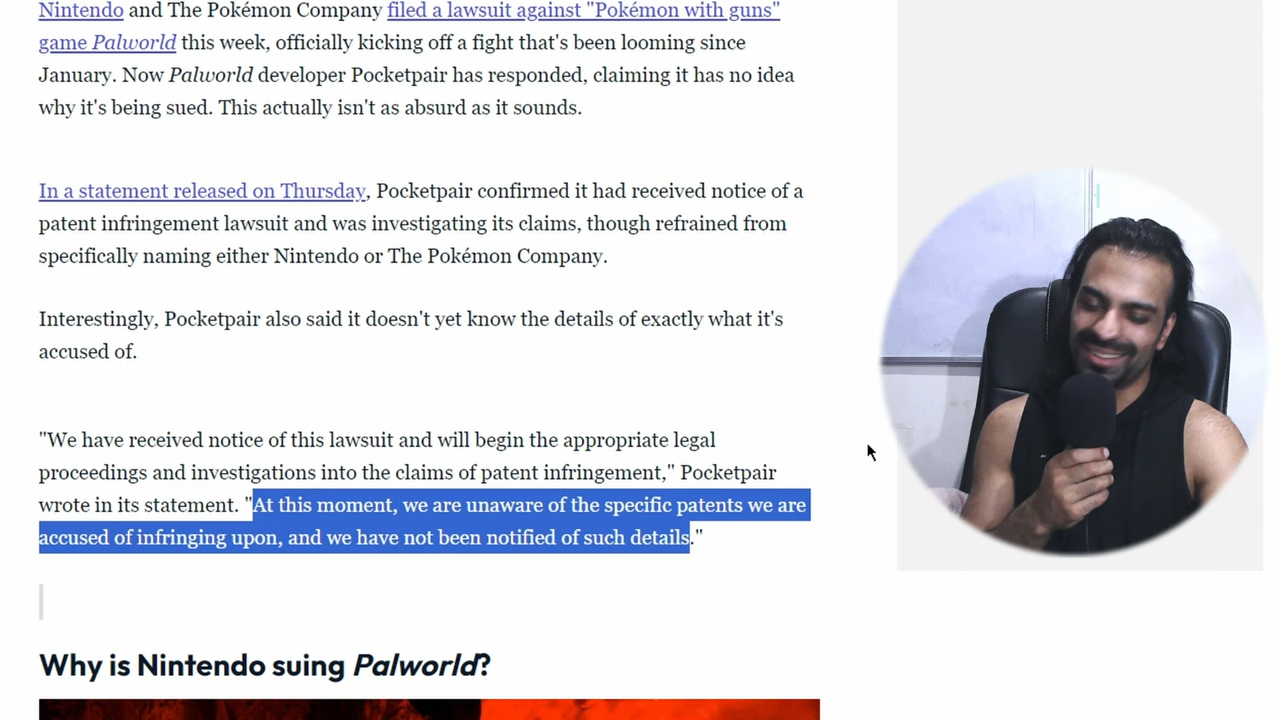 Nintendo and The Pokémon Company filed a lawsuit against "Pokémon with guns"
game Palworld this week, officially kicking off a fight that's been looming since
January. Now Palworld developer Pocketpair has responded, claiming it has no idea
why it's being sued. This actually isn't as absurd as it sounds.
In a statement released on Thursday, Pocketpair confirmed it had received notice of a
patent infringement lawsuit and was investigating its claims, though refrained from
specifically naming either Nintendo or The Pokémon Company.
Interestingly, Pocketpair also said it doesn't yet know the details of exactly what it's
accused of.
"We have received notice of this lawsuit and will begin the appropriate legal
proceedings and investigations into the claims of patent infringement," Pocketpair
wrote in its statement. "At this moment, we are unaware of the specific patents we are
accused of infringing upon, and we have not been notified of such details."
Why is Nintendo suing Palworld?